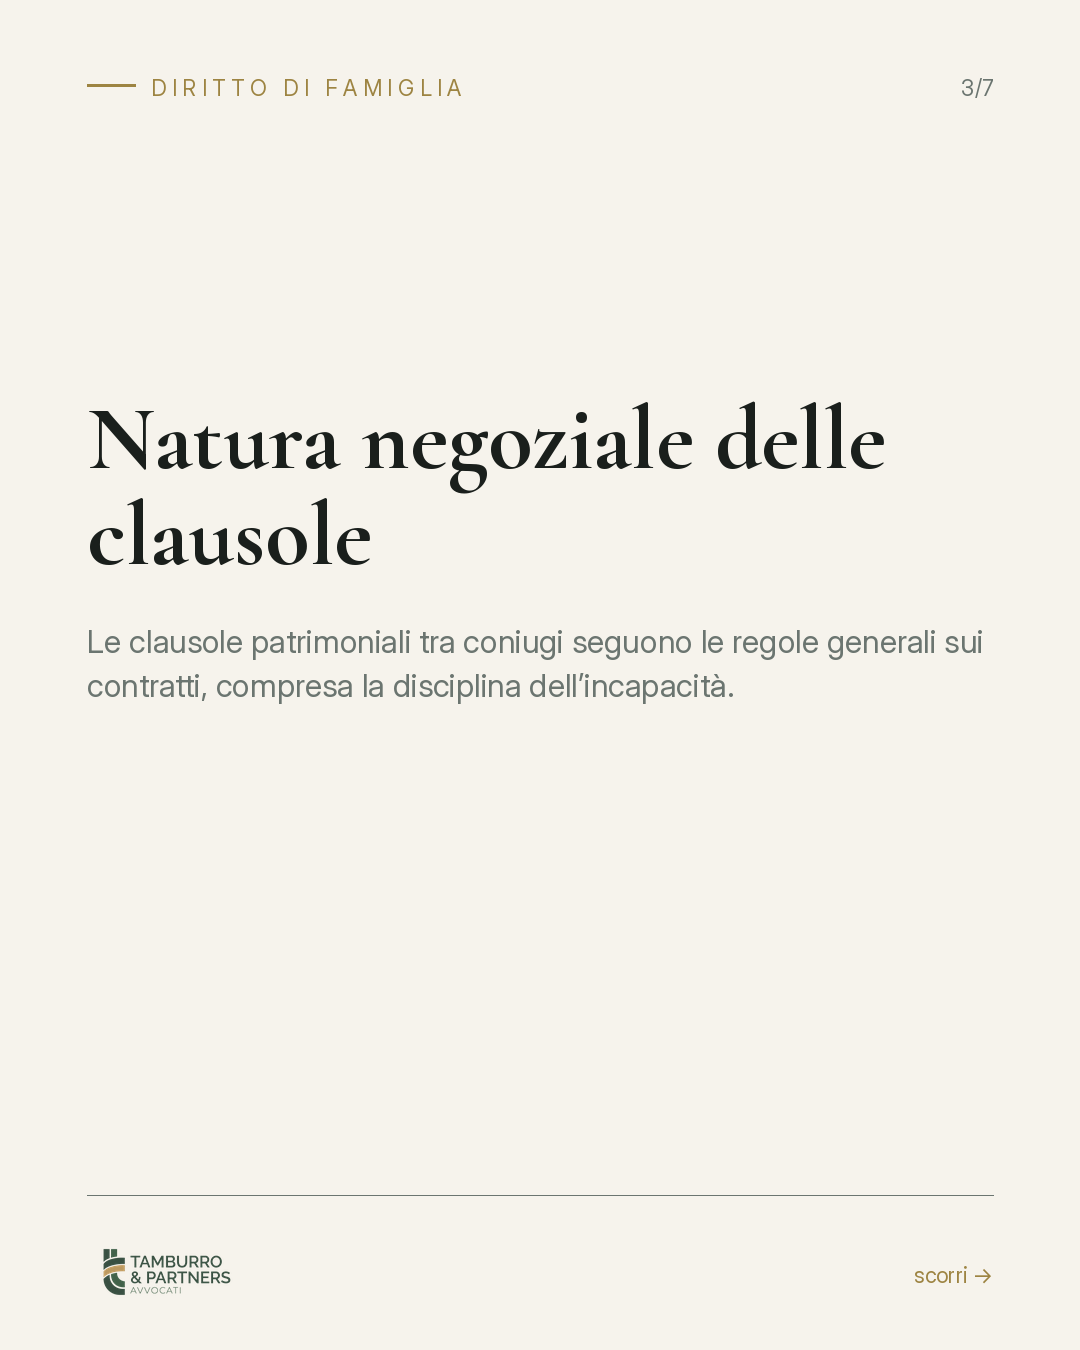 DIRITTO DI FAMIGLIA
3/7
Natura negoziale delle
clausole
Le clausole patrimoniali tra coniugi seguono le regole generali sui
contratti, compresa la disciplina dell’incapacità.
TAMBURRO
& PARTNERS
AVVOCATI
scorri →